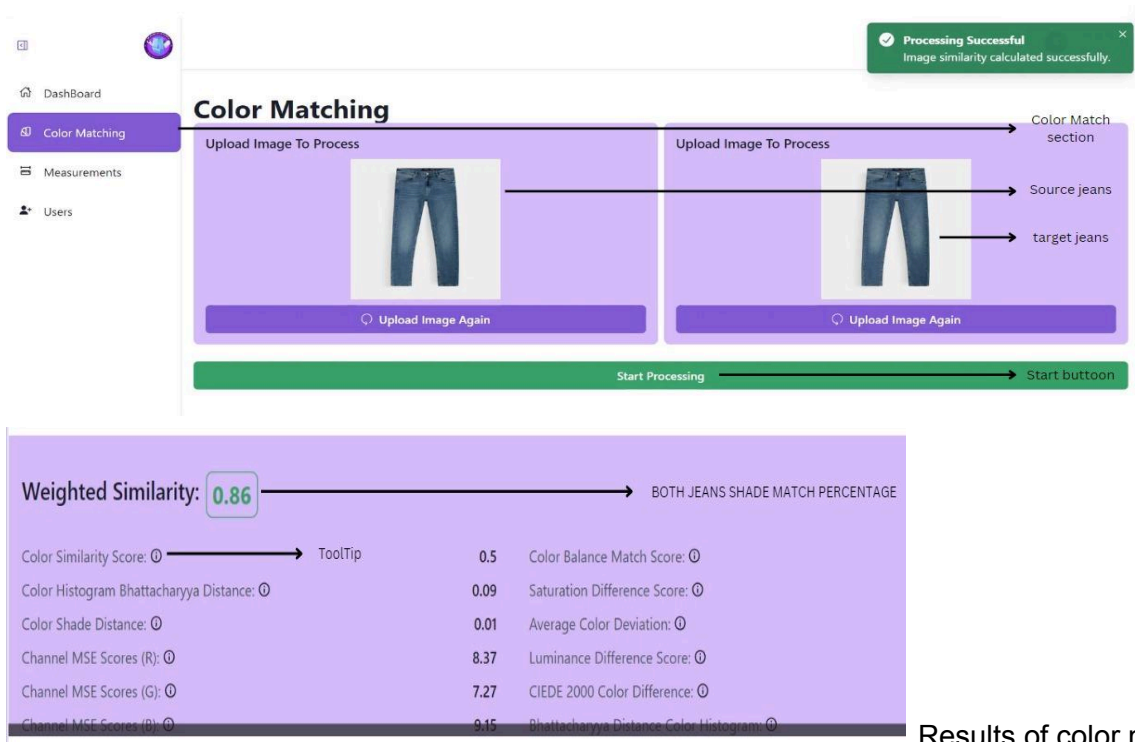 Processing Successful
Image similarity calculated successfully.
DashBoard
Color Matching
Measurements
Users
Color Matching
Upload Image To Process
Upload Image To Process
Color Match
section
Source jeans
target jeans
Upload Image Again
Upload Image Again
Start Processing
Start buttoon
Weighted Similarity: 0.86
BOTH JEANS SHADE MATCH PERCENTAGE
Color Similarity Score: ToolTip 0.5 Color Balance Match Score:
Color Histogram Bhattacharyya Distance: 0.09 Saturation Difference Score:
Color Shade Distance: 0.01 Average Color Deviation:
Channel MSE Scores (R): 8.37 Luminance Difference Score:
Channel MSE Scores (G): 7.27 CIEDE 2000 Color Difference:
Channel MSE Scores (B): 9.15 Bhattacharyya Distance Color Histogram:
Results of color